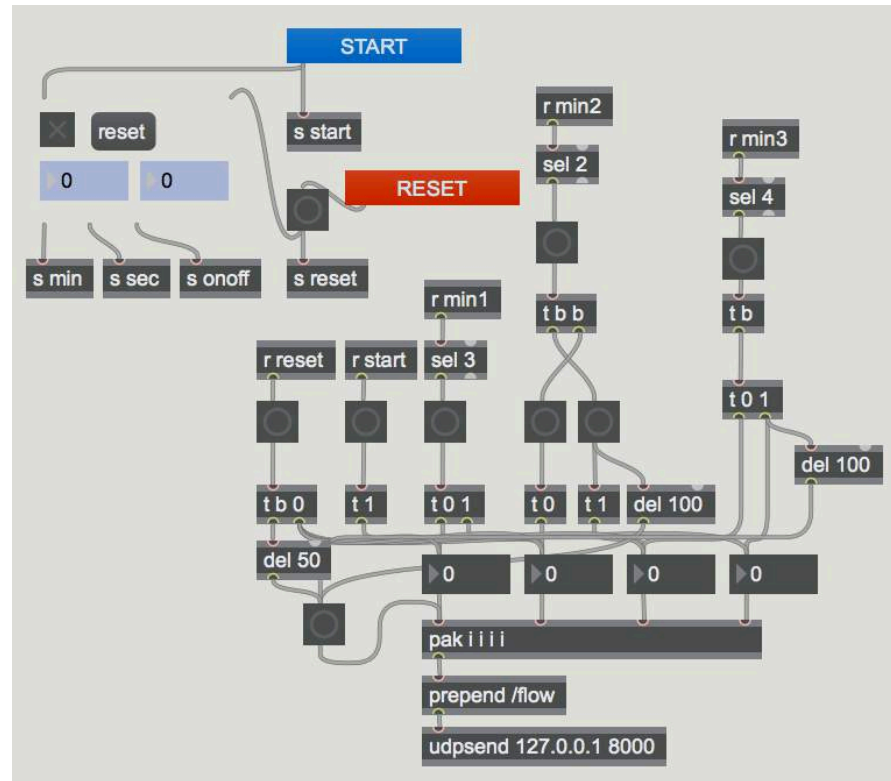 START
r min2
s start
r min3
reset
sel 2
0
0
RESET
sel 4
s min
s sec
s onoff
s reset
r min1
t b b
t b
r reset
r start
sel 3
t 0 1
del 100
t b 0
t 1
t 0 1
t 0
t 1
del 100
del 50
0
0
0
0
pak i i i i
prepend /flow
udpsend 127.0.0.1 8000